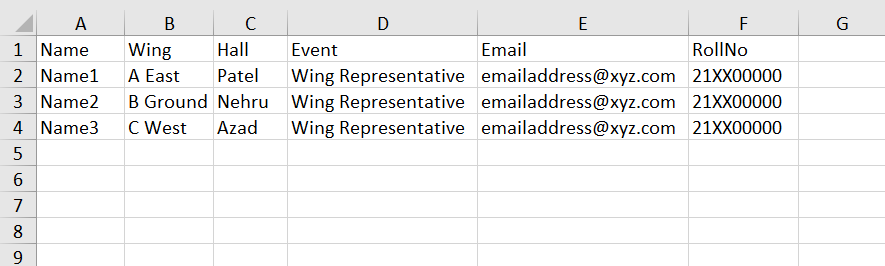 A B C D E F G
1 Name Wing Hall Event Email RollNo
2 Name1 A East Patel Wing Representative emailaddress@xyz.com 21XX00000
3 Name2 B Ground Nehru Wing Representative emailaddress@xyz.com 21XX00000
4 Name3 C West Azad Wing Representative emailaddress@xyz.com 21XX00000
5
6
7
8
9